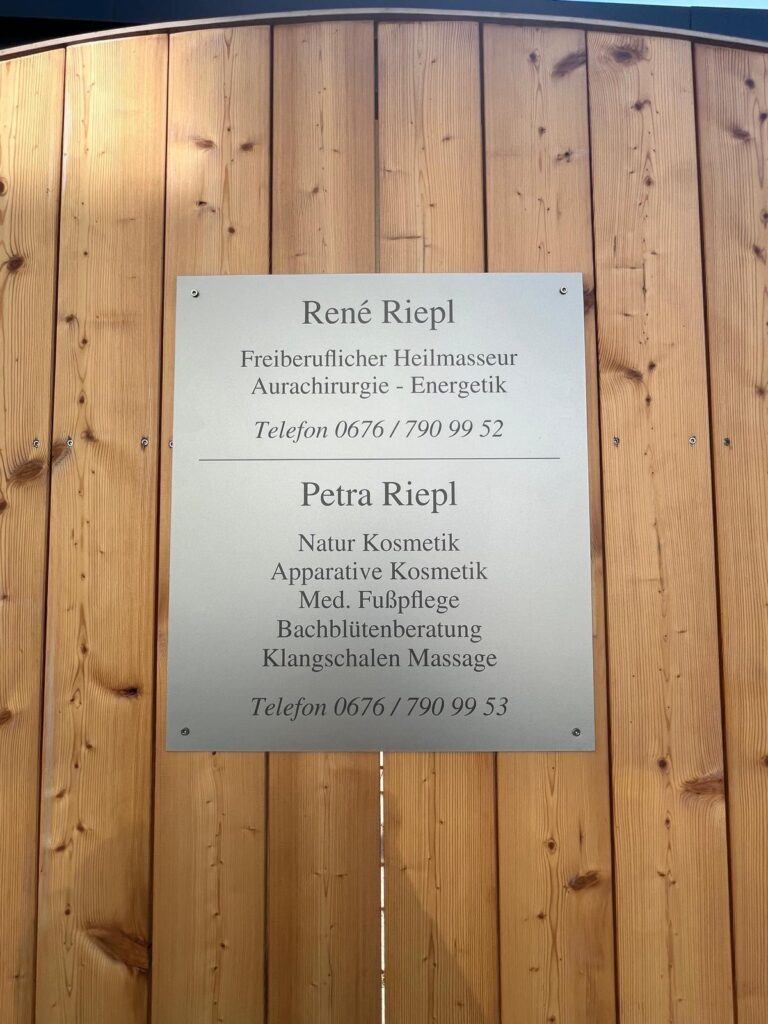 René Riepl
Freiberuflicher Heilmasseur
Aurachirurgie - Energetik
Telefon 0676 / 790 99 52
Petra Riepl
Natur Kosmetik
Apparative Kosmetik
Med. Fußpflege
Bachblütenberatung
Klangschalen Massage
Telefon 0676 / 790 99 53